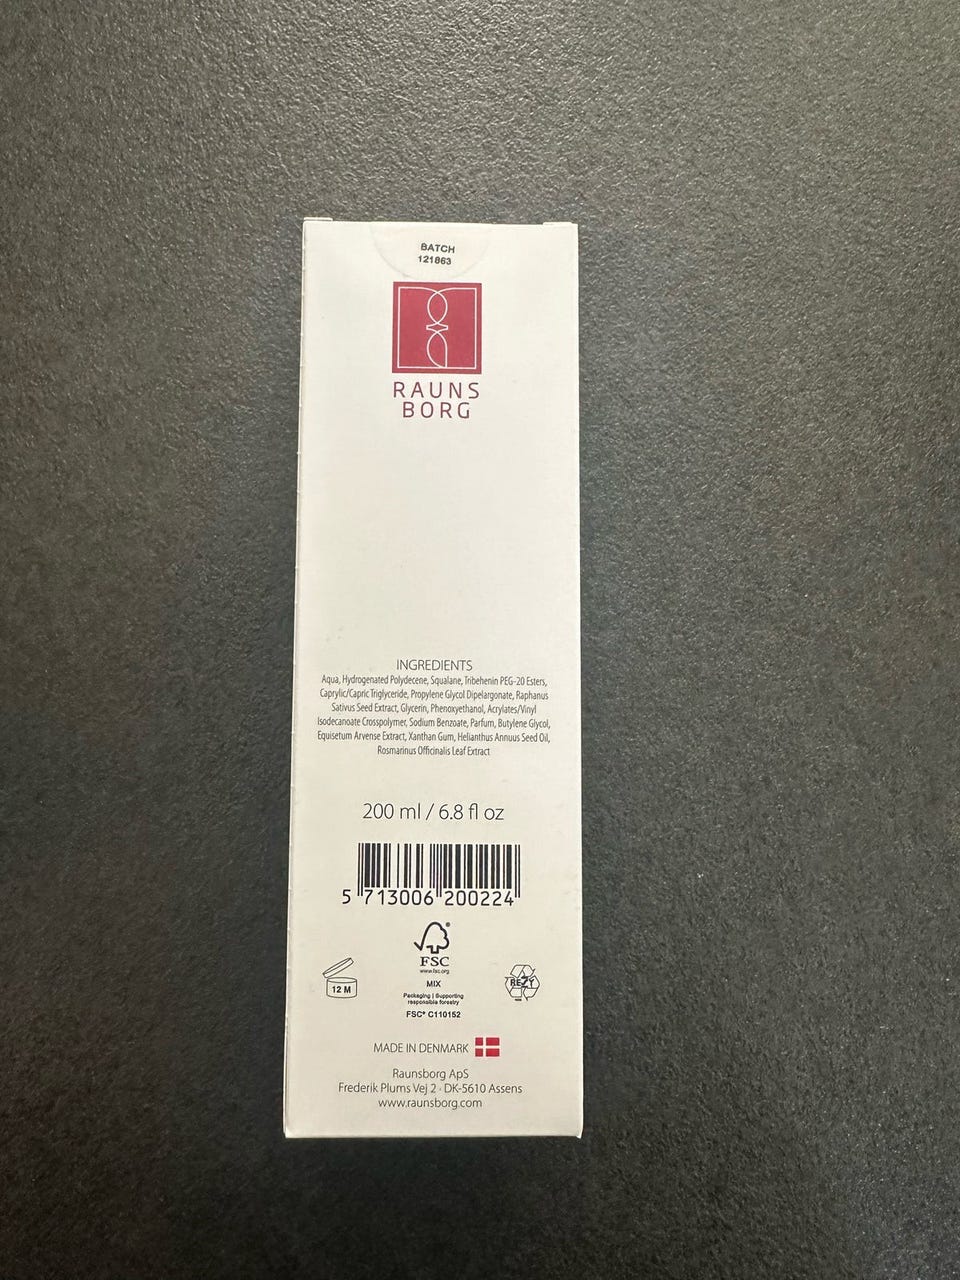 BATCH
121863
RAUNS
BORG
INGREDIENTS
Aqua, Hydrogenated Polydecene, Squalane, Tribehenin PEG-20 Esters,
Caprylic/Capric Triglyceride, Propylene Glycol Dipelargonate, Raphanus
Sativus Seed Extract, Glycerin, Phenoxyethanol, Acrylates/Vinyl
Isodecanoate Crosspolymer, Sodium Benzoate, Parfum, Butylene Glycol,
Equisetum Arvense Extract, Xanthan Gum, Helianthus Annuus Seed Oil,
Rosmarinus Officinalis Leaf Extract
200 ml / 6.8 fl oz
5 713006 200224
FSC
www.fsc.org
MIX
Packaging | Supporting
responsible forestry
FSC® C110152
12 M
REZY
MADE IN DENMARK
Raunsborg ApS
Frederik Plums Vej 2 · DK-5610 Assens
www.raunsborg.com